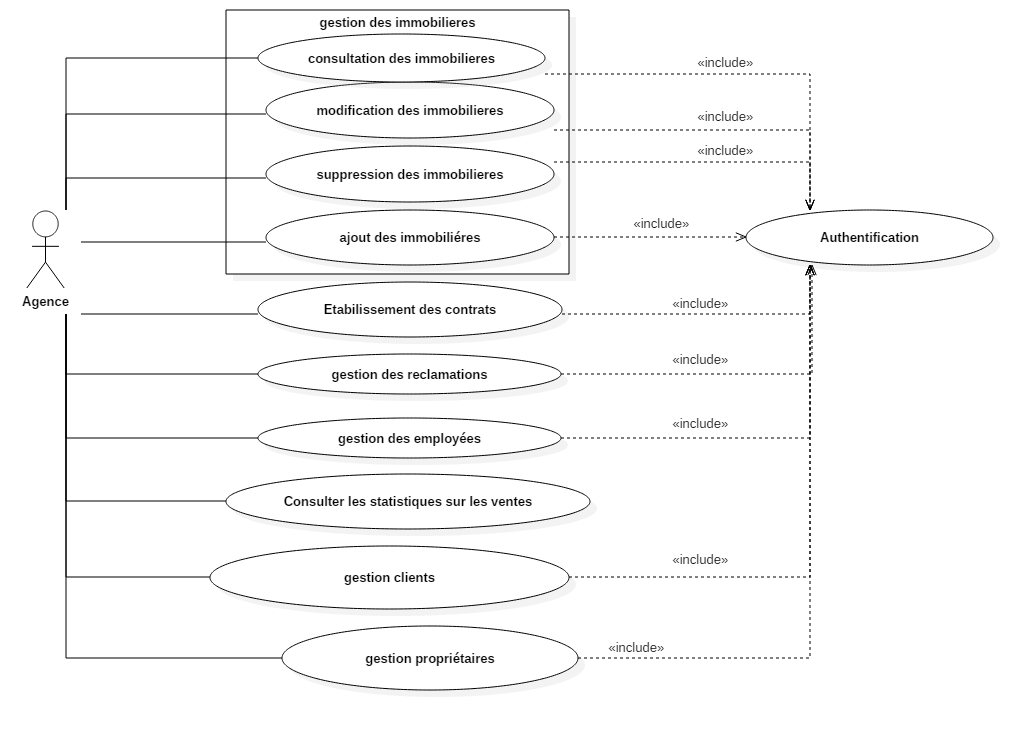 gestion des immobilieres
consultation des immobilieres
«include»
modification des immobilieres
«include»
suppression des immobilieres
«include»
ajout des immobiliéres
«include»
Authentification
Agence
Etabilissement des contrats
«include»
gestion des reclamations
«include»
gestion des employées
«include»
Consulter les statistiques sur les ventes
gestion clients
«include»
gestion propriétaires
«include»